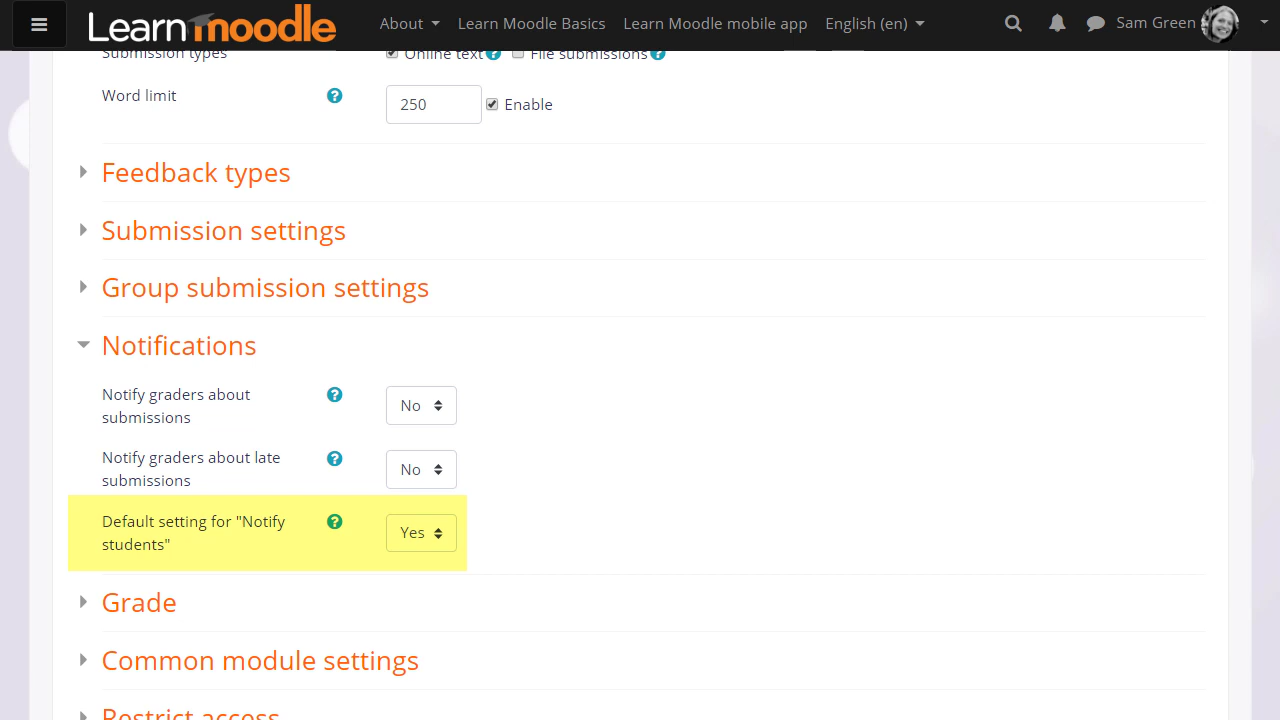 Learn moodle About Learn Moodle Basics Learn Moodle mobile app English (en) Sam Green
Submission types Online text File submissions
Word limit 250 Enable
Feedback types
Submission settings
Group submission settings
Notifications
Notify graders about
submissions
No
Notify graders about late
submissions
No
Default setting for "Notify
students"
Yes
Grade
Common module settings
Restrict access